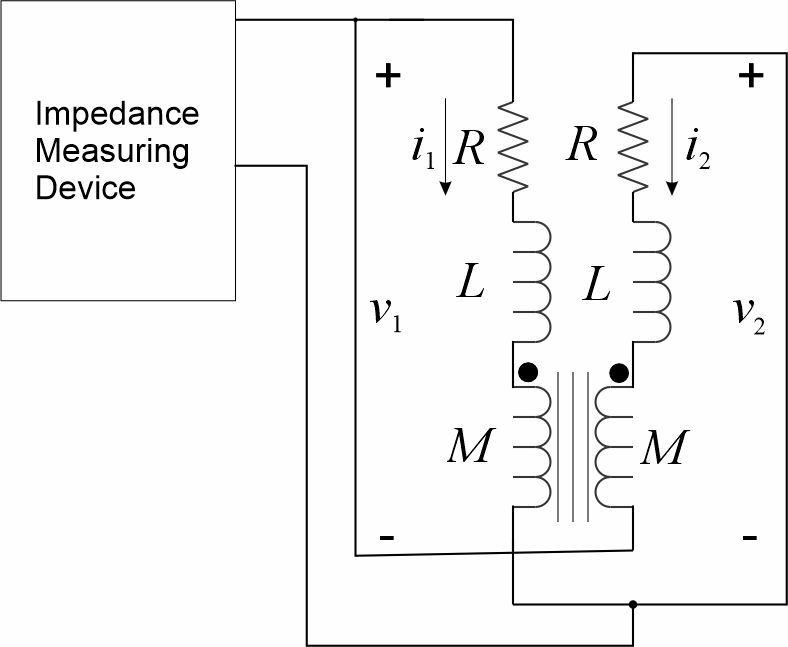 Impedance
Measuring
Device
+
+
i₁ R
R i₂
L
L
v₁
v₂
M
M
-
-